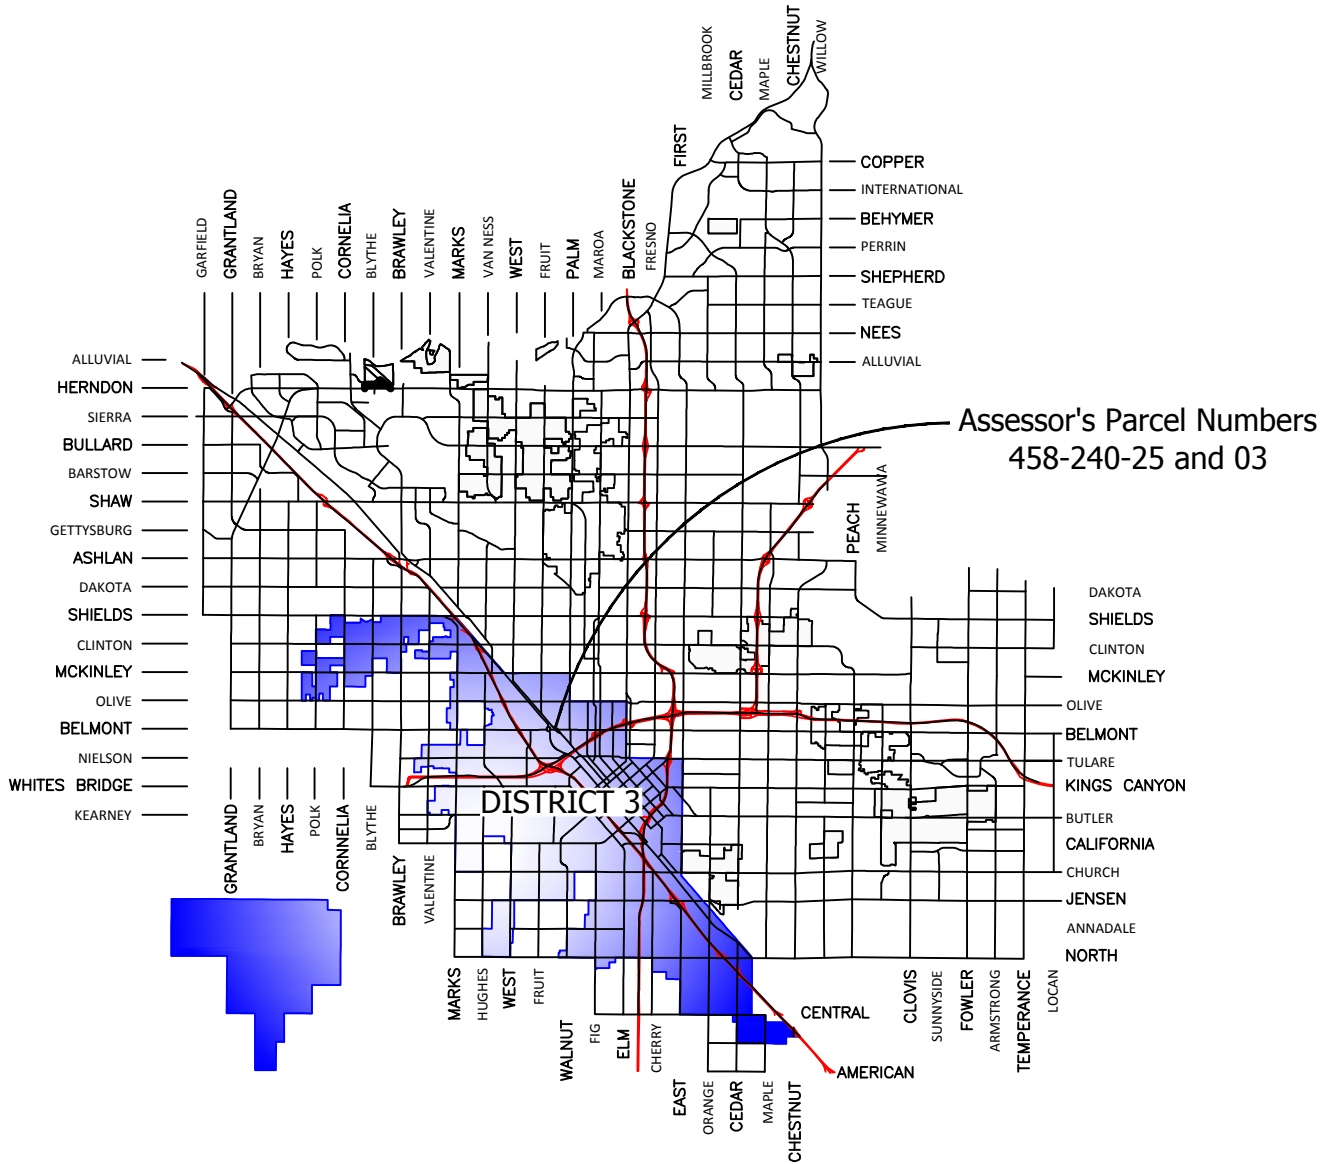 MILLBROOK
CEDAR
MAPLE
CHESTNUT
WILLOW
FIRST
COPPER
INTERNATIONAL
BEHYMER
PERRIN
SHEPHERD
TEAGUE
NEES
ALLUVIAL
GARFIELD
GRANTLAND
BRYAN
HAYES
POLK
CORNELIA
BLYTHE
BRAWLEY
VALENTINE
MARKS
VAN NESS
WEST
FRUIT
PALM
MAROA
BLACKSTONE
FRESNO
ALLUVIAL
HERNDON
SIERRA
BULLARD
BARSTOW
SHAW
GETTYSBURG
ASHLAN
DAKOTA
SHIELDS
CLINTON
MCKINLEY
OLIVE
BELMONT
NIELSON
WHITES BRIDGE
KEARNEY
Assessor's Parcel Numbers
458-240-25 and 03
PEACH
MINNEWAWA
DAKOTA
SHIELDS
CLINTON
MCKINLEY
OLIVE
BELMONT
TULARE
KINGS CANYON
BUTLER
CALIFORNIA
CHURCH
JENSEN
ANNADALE
NORTH
DISTRICT 3
GRANTLAND
BRYAN
HAYES
POLK
CORNNELIA
BLYTHE
BRAWLEY
VALENTINE
MARKS
HUGHES
WEST
FRUIT
WALNUT
FIG
ELM
CHERRY
EAST
ORANGE
CEDAR
MAPLE
CHESTNUT
CENTRAL
AMERICAN
CLOVIS
SUNNYSIDE
FOWLER
ARMSTRONG
TEMPERANCE
LOCAN